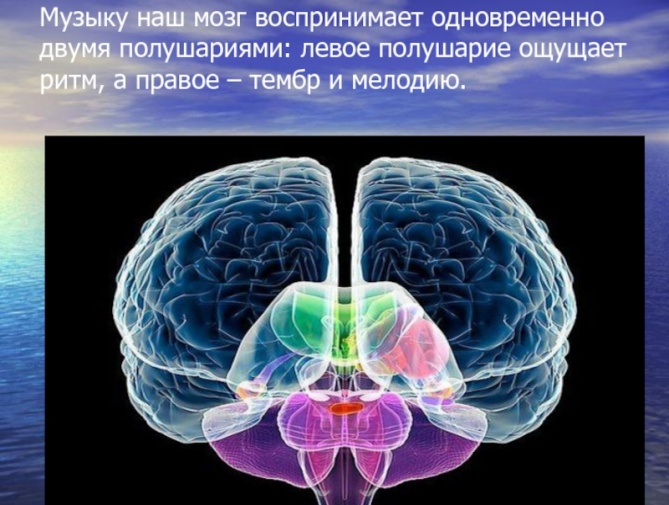 Музыку наш мозг воспринимает одновременно
двумя полушариями: левое полушарие ощущает
ритм, а правое – тембр и мелодию.